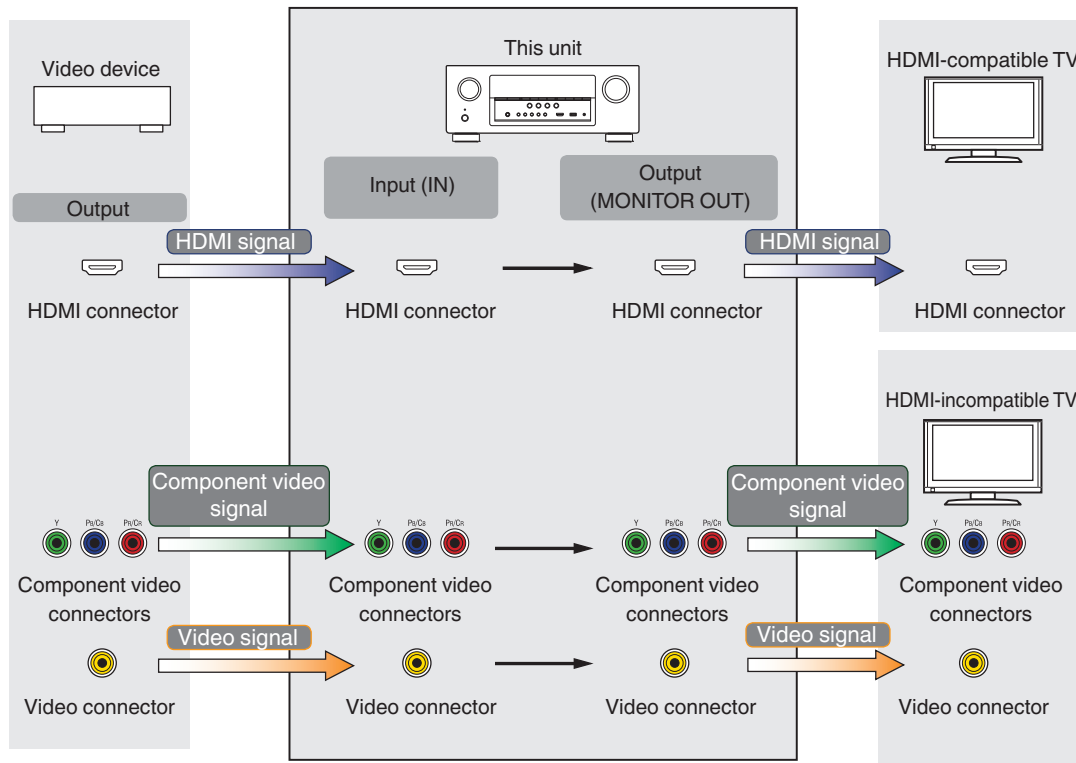 Video device
This unit
HDMI-compatible TV
Input (IN)
Output
(MONITOR OUT)
Output
HDMI signal
HDMI signal
HDMI connector
HDMI connector
HDMI connector
HDMI connector
HDMI-incompatible TV
Component video
signal
Component video
signal
Y PB/CB PR/CR
Y PB/CB PR/CR
Y PB/CB PR/CR
Y PB/CB PR/CR
Component video
connectors
Component video
connectors
Component video
connectors
Component video
connectors
Video signal
Video signal
Video connector
Video connector
Video connector
Video connector